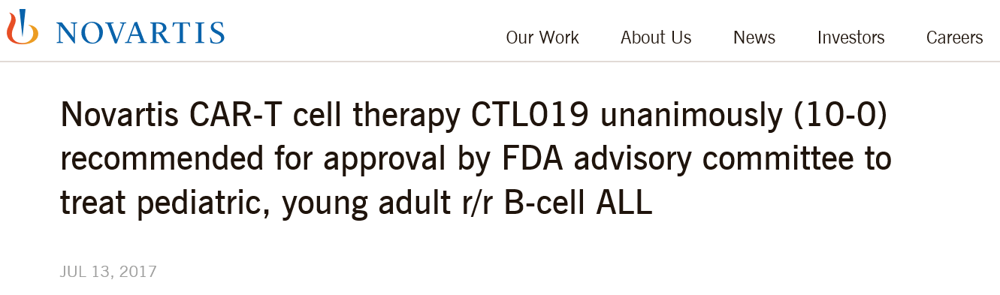 NOVARTIS
Our Work About Us News Investors Careers
Novartis CAR-T cell therapy CTL019 unanimously (10-0)
recommended for approval by FDA advisory committee to
treat pediatric, young adult r/r B-cell ALL
JUL 13, 2017